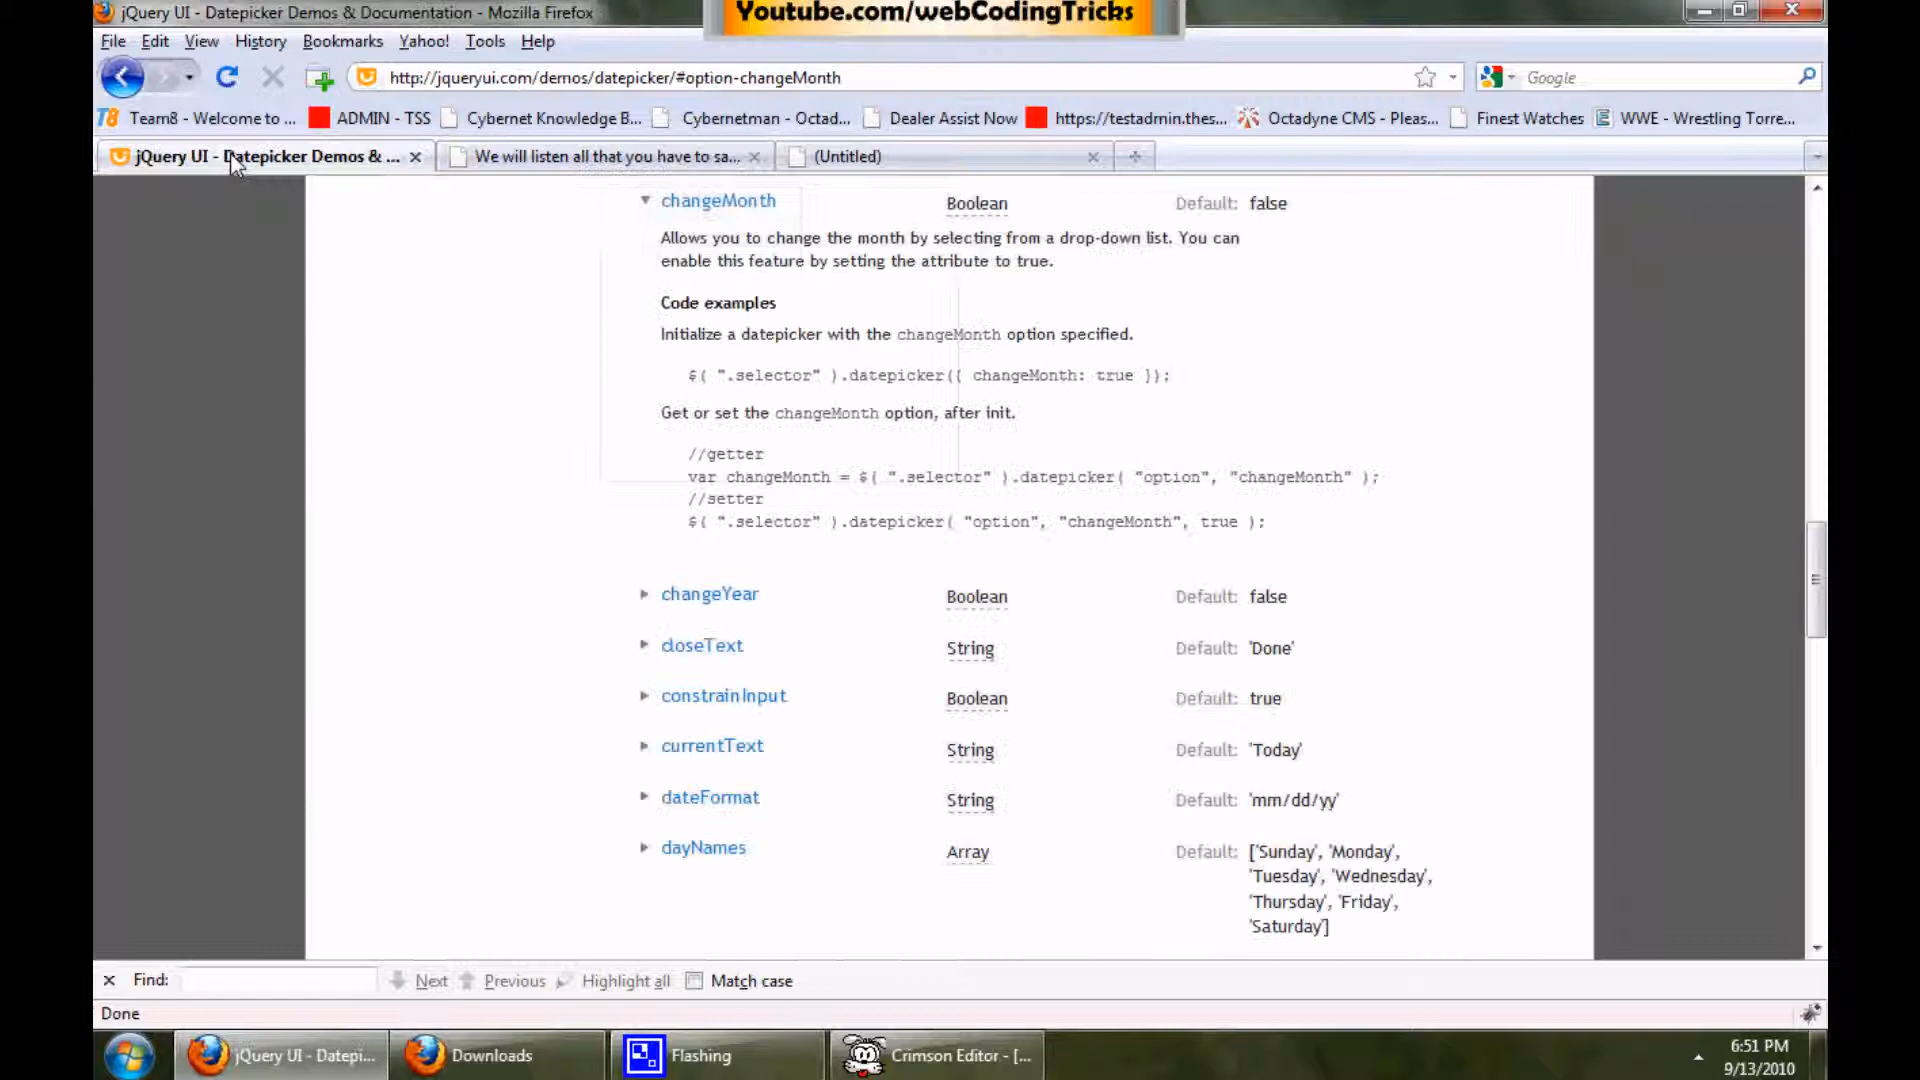 jQuery UI - Datepicker Demos & Documentation - Mozilla Firefox
Youtube.com/webCodingTricks
File Edit View History Bookmarks Yahoo! Tools Help
http://jqueryui.com/demos/datepicker/#option-changeMonth
Google
Team8 - Welcome to ... ADMIN - TSS Cybernet Knowledge B... Cybernetman - Octad... Dealer Assist Now https://testadmin.thes... Octadyne CMS - Pleas... Finest Watches WWE - Wrestling Torre...
jQuery UI - Datepicker Demos & ... We will listen all that you have to sa... (Untitled)
changeMonth Boolean Default: false
Allows you to change the month by selecting from a drop-down list. You can
enable this feature by setting the attribute to true.
Code examples
Initialize a datepicker with the changeMonth option specified.
$( ".selector" ).datepicker({ changeMonth: true });
Get or set the changeMonth option, after init.
//getter
var changeMonth = $( ".selector" ).datepicker( "option", "changeMonth" );
//setter
$( ".selector" ).datepicker( "option", "changeMonth", true );
changeYear Boolean Default: false
closeText String Default: 'Done'
constrainInput Boolean Default: true
currentText String Default: 'Today'
dateFormat String Default: 'mm/dd/yy'
dayNames Array Default: ['Sunday', 'Monday',
'Tuesday', 'Wednesday',
'Thursday', 'Friday',
'Saturday']
Find: Next Previous Highlight all Match case
Done
jQuery UI - Datepi... Downloads Flashing Crimson Editor - [... 6:51 PM
9/13/2010